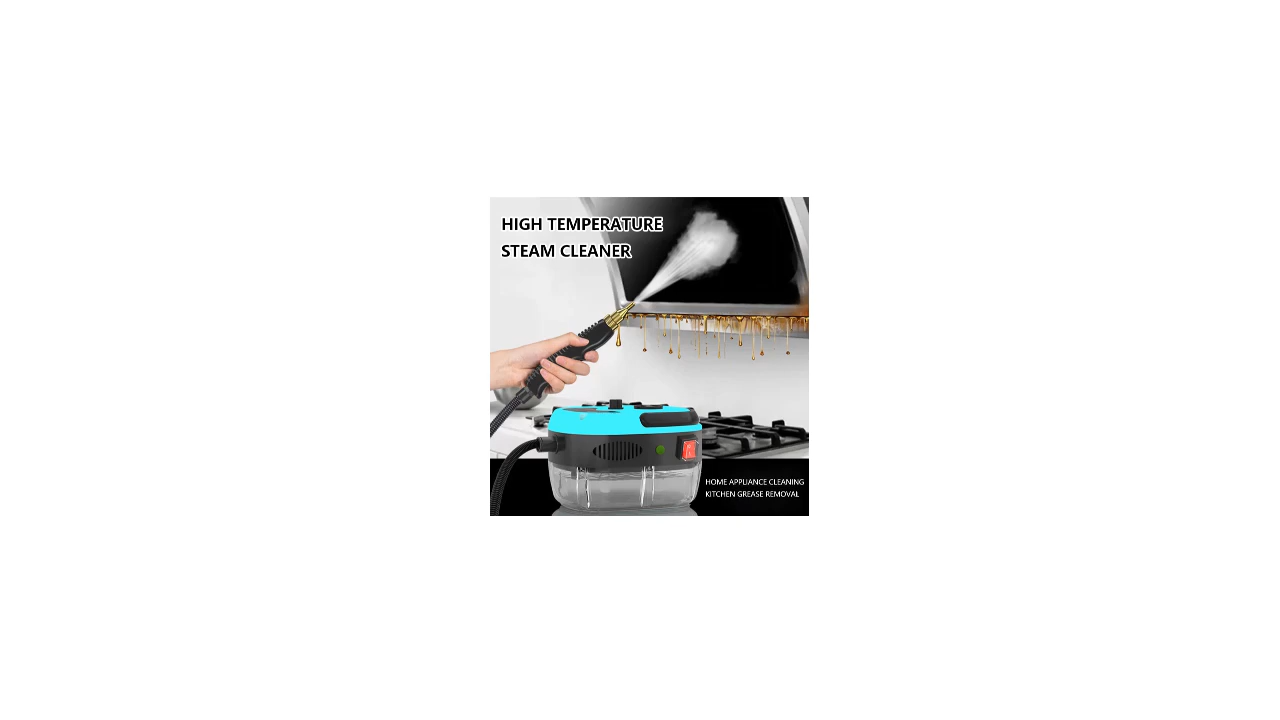 HIGH TEMPERATURE
STEAM CLEANER
HOME APPLIANCE CLEANING
KITCHEN GREASE REMOVAL